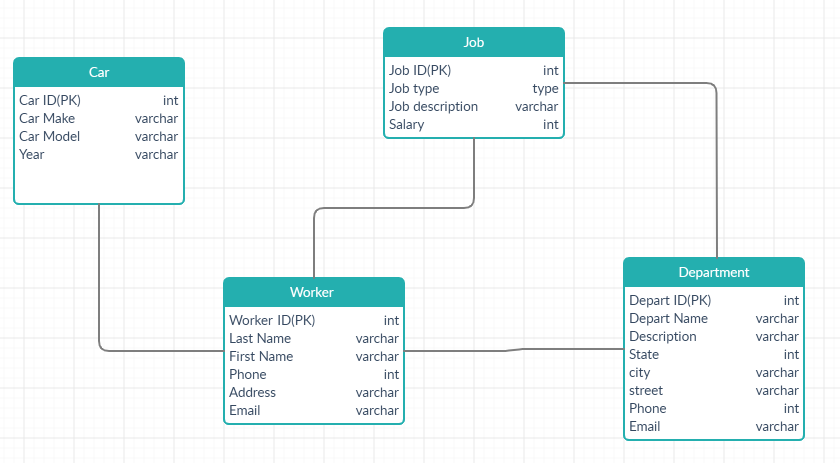 Car
Car ID(PK) int
Car Make varchar
Car Model varchar
Year varchar
Job
Job ID(PK) int
Job type type
Job description varchar
Salary int
Worker
Worker ID(PK) int
Last Name varchar
First Name varchar
Phone int
Address varchar
Email varchar
Department
Depart ID(PK) int
Depart Name varchar
Description varchar
State int
city varchar
street varchar
Phone int
Email varchar